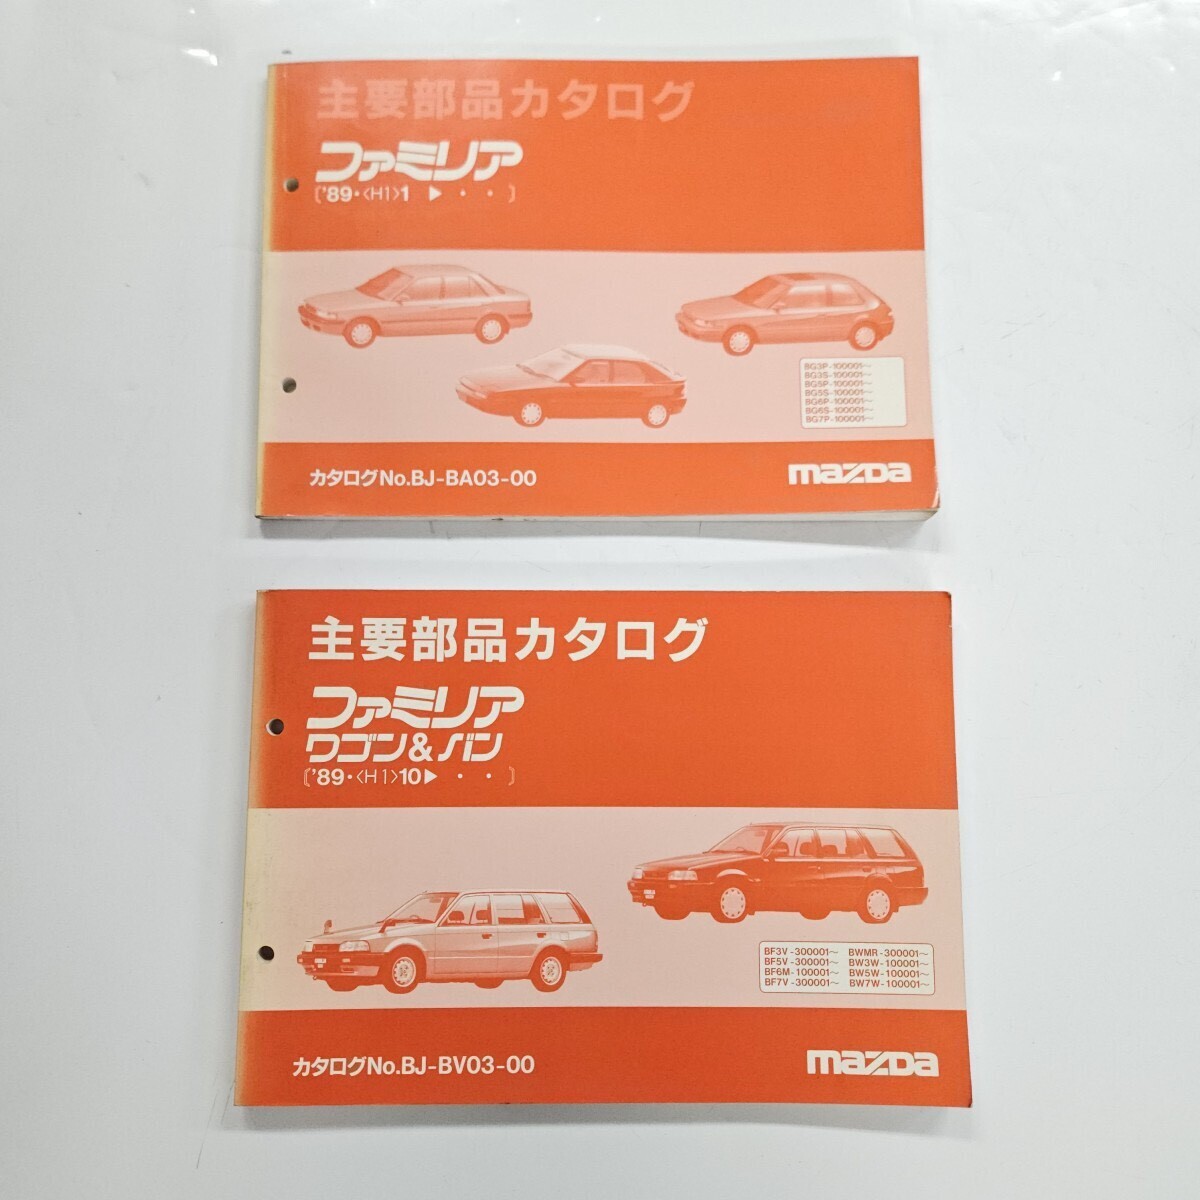 主要部品カタログ
ファミリア
〔'89・〈H1〉1 ▶ ・ ・ 〕
BG3P-100001～
BG3S-100001～
BG5P-100001～
BG5S-100001～
BG6P-100001～
BG6S-100001～
BG7P-100001～
カタログNo.BJ-BA03-00
mazda
主要部品カタログ
ファミリア
ワゴン&バン
〔'89・〈H1〉10▶ ・ ・ 〕
BF3V-300001～ BWMR-300001～
BF5V-300001～ BW3W-100001～
BF6M-100001～ BW5W-100001～
BF7V-300001～ BW7W-100001～
カタログNo.BJ-BV03-00
mazda